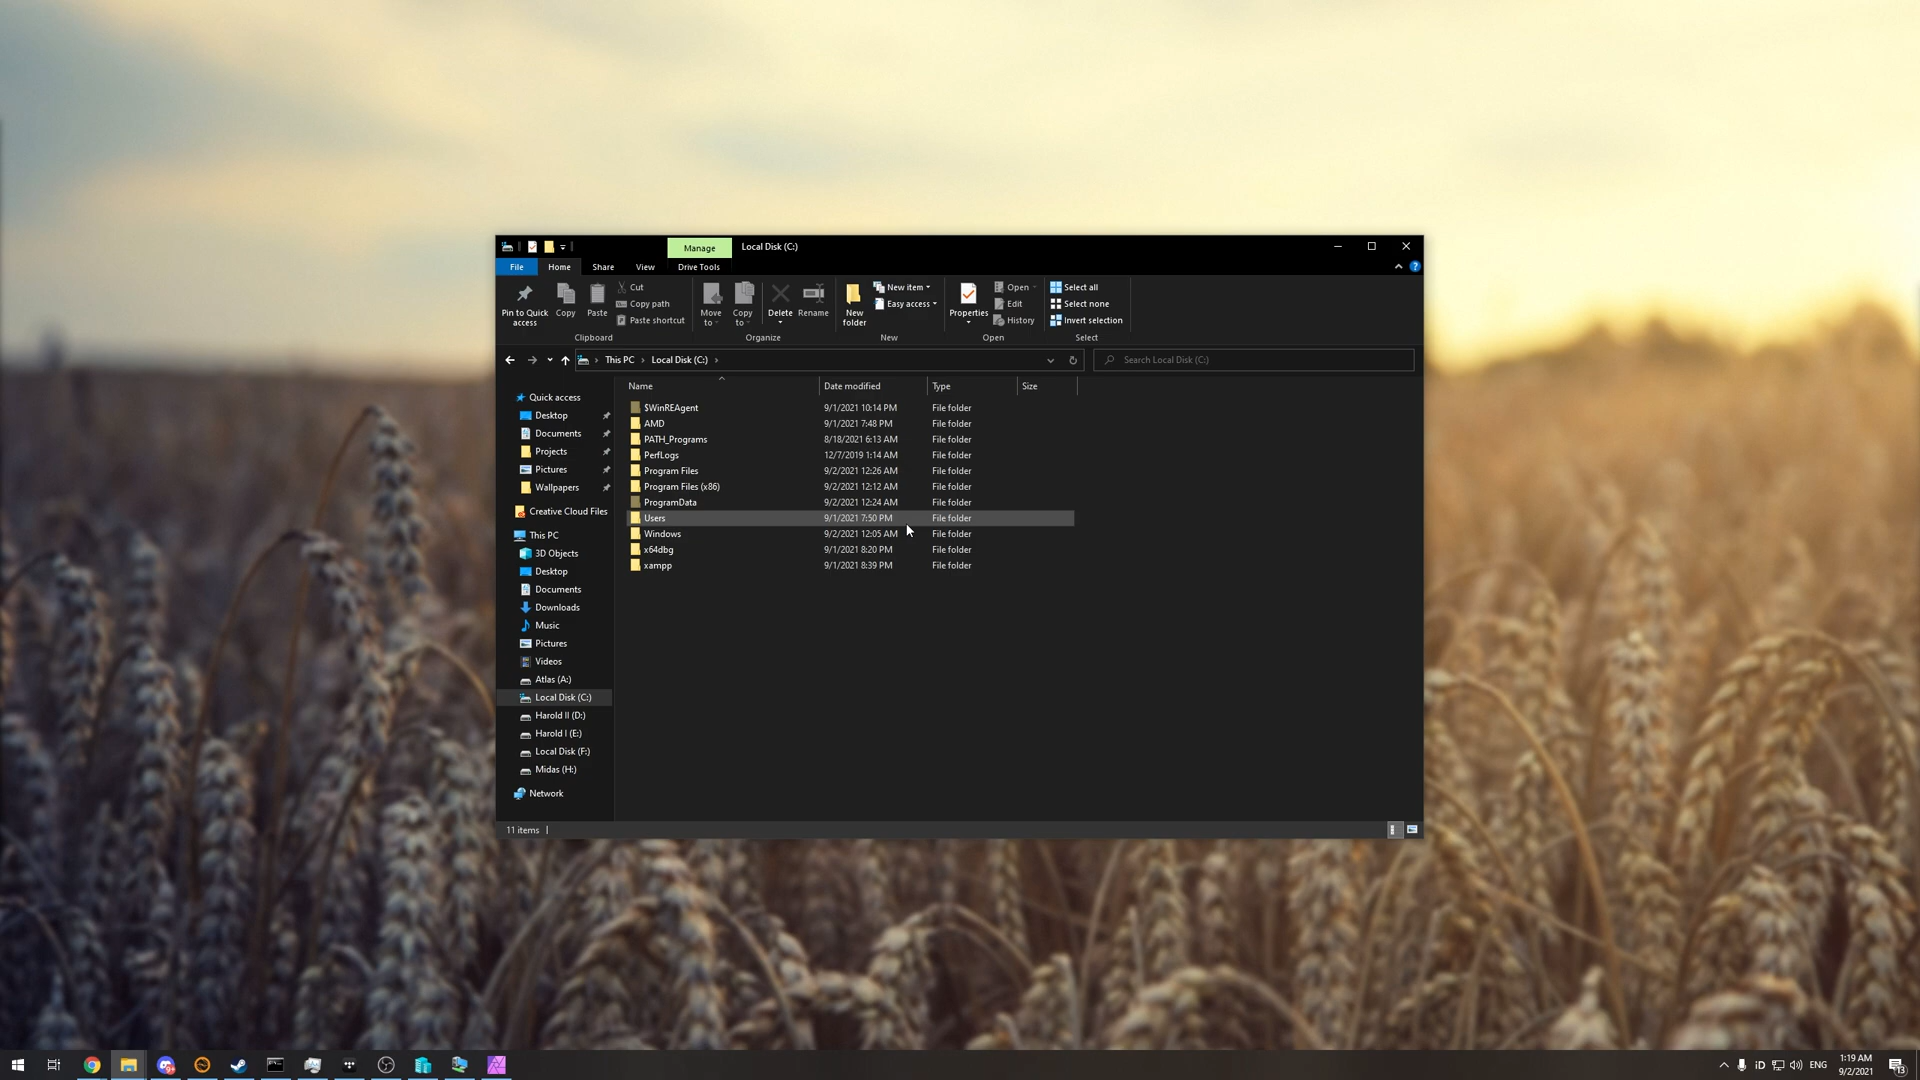 Manage
Local Disk (C:)
File
Home
Share
View
Drive Tools
Pin to Quick
access
Copy
Paste
Cut
Copy path
Paste shortcut
Clipboard
Move
to
Copy
to
Delete
Rename
Organize
New
folder
New item
Easy access
New
Properties
Open
Edit
History
Open
Select all
Select none
Invert selection
Select
This PC
Local Disk (C:)
Search Local Disk (C:)
Name Date modified Type Size
$WinREAgent 9/1/2021 10:14 PM File folder
AMD 9/1/2021 7:48 PM File folder
PATH_Programs 8/18/2021 6:13 AM File folder
PerfLogs 12/7/2019 1:14 AM File folder
Program Files 9/2/2021 12:26 AM File folder
Program Files (x86) 9/2/2021 12:12 AM File folder
ProgramData 9/2/2021 12:24 AM File folder
Users 9/1/2021 7:50 PM File folder
Windows 9/2/2021 12:05 AM File folder
x64dbg 9/1/2021 8:20 PM File folder
xampp 9/1/2021 8:39 PM File folder
Quick access
Desktop
Documents
Projects
Pictures
Wallpapers
Creative Cloud Files
This PC
3D Objects
Desktop
Documents
Downloads
Music
Pictures
Videos
Atlas (A:)
Local Disk (C:)
Harold II (D:)
Harold I (E:)
Local Disk (F:)
Midas (H:)
Network
11 items
iD
ENG
1:19 AM
9/2/2021
13